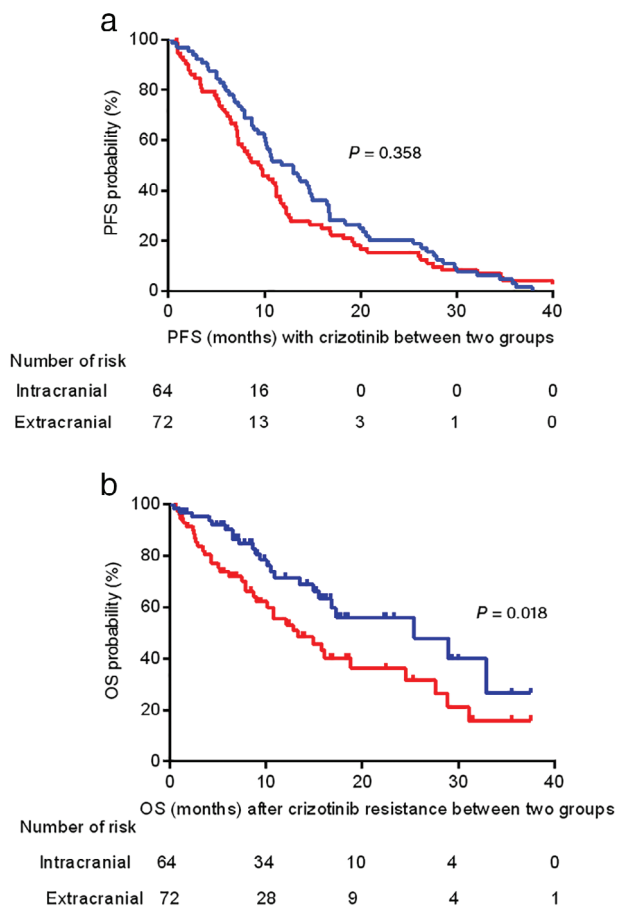 a
100
80
60
40
20
0
PFS probability (%)
P = 0.358
0 10 20 30 40
PFS (months) with crizotinib between two groups
Number of risk
Intracranial 64 16 0 0 0
Extracranial 72 13 3 1 0
b
100
80
60
40
20
0
OS probability (%)
P = 0.018
0 10 20 30 40
OS (months) after crizotinib resistance between two groups
Number of risk
Intracranial 64 34 10 4 0
Extracranial 72 28 9 4 1